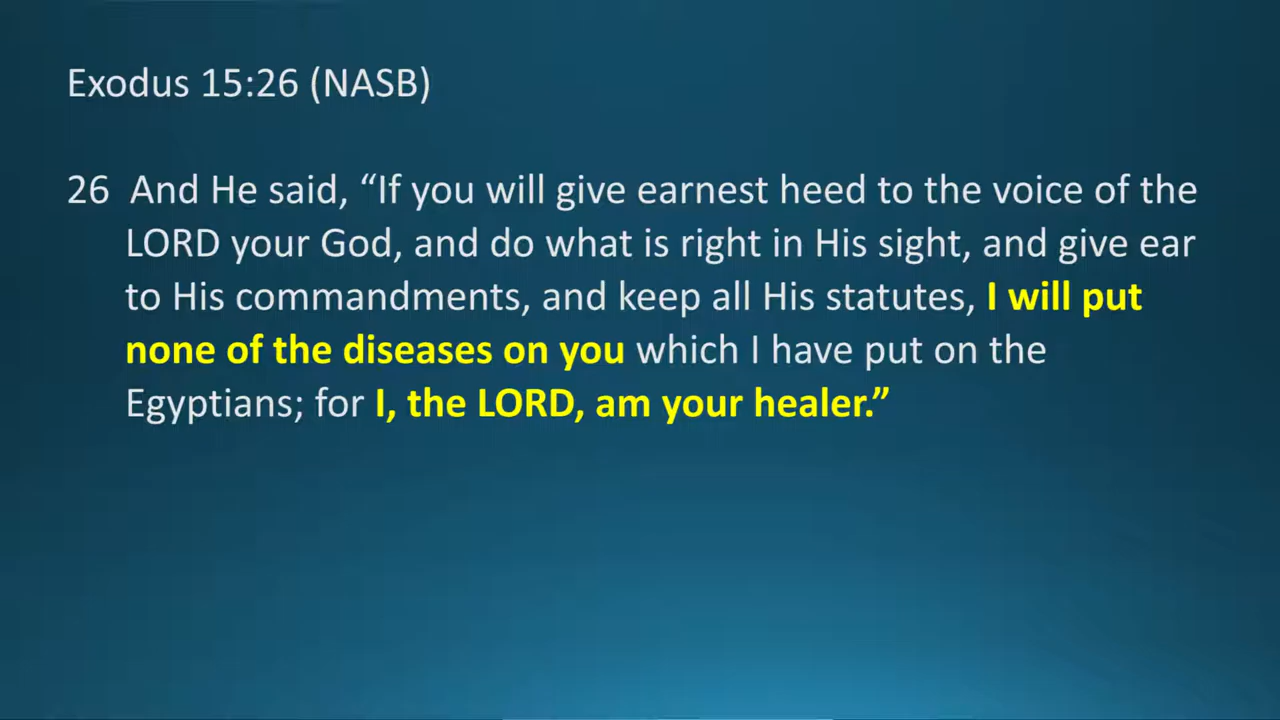 Exodus 15:26 (NASB)
26 And He said, “If you will give earnest heed to the voice of the
LORD your God, and do what is right in His sight, and give ear
to His commandments, and keep all His statutes, I will put
none of the diseases on you which I have put on the
Egyptians; for I, the LORD, am your healer.”